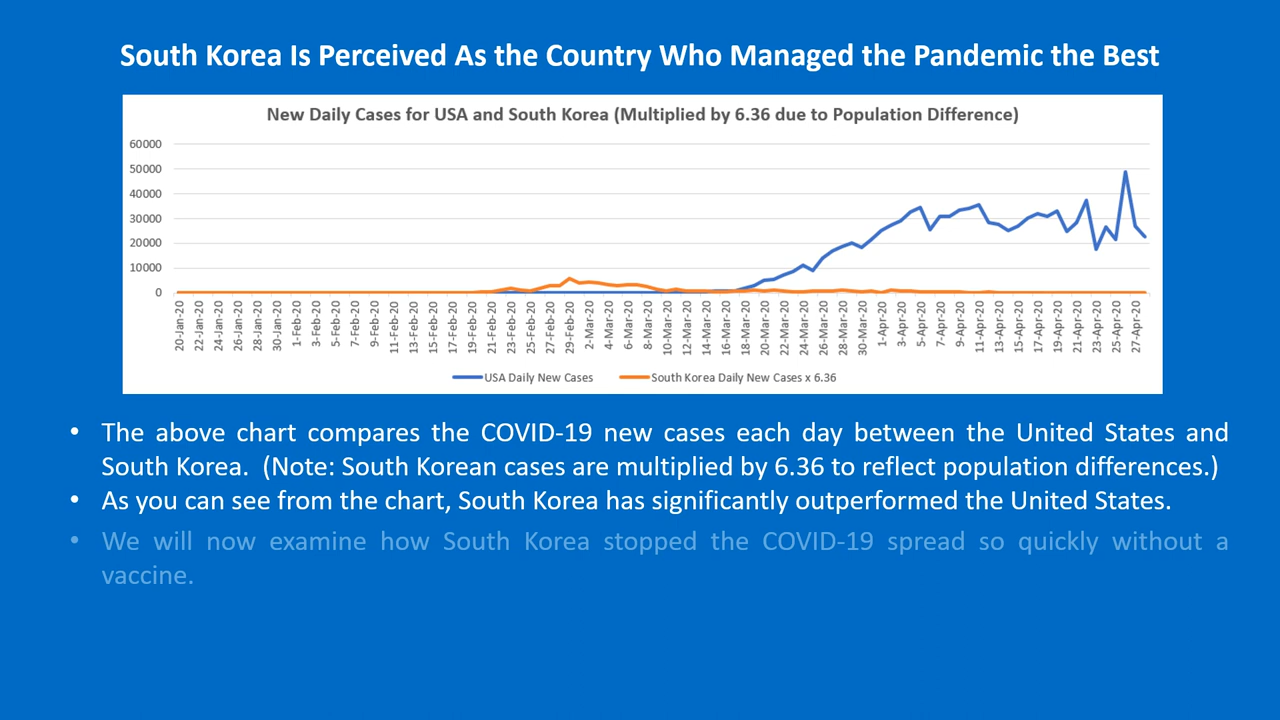 South Korea Is Perceived As the Country Who Managed the Pandemic the Best
New Daily Cases for USA and South Korea (Multiplied by 6.36 due to Population Difference)
60000
50000
40000
30000
20000
10000
0
20-Jan-20
22-Jan-20
24-Jan-20
26-Jan-20
28-Jan-20
30-Jan-20
1-Feb-20
3-Feb-20
5-Feb-20
7-Feb-20
9-Feb-20
11-Feb-20
13-Feb-20
15-Feb-20
17-Feb-20
19-Feb-20
21-Feb-20
23-Feb-20
25-Feb-20
27-Feb-20
29-Feb-20
2-Mar-20
4-Mar-20
6-Mar-20
8-Mar-20
10-Mar-20
12-Mar-20
14-Mar-20
16-Mar-20
18-Mar-20
20-Mar-20
22-Mar-20
24-Mar-20
26-Mar-20
28-Mar-20
30-Mar-20
1-Apr-20
3-Apr-20
5-Apr-20
7-Apr-20
9-Apr-20
11-Apr-20
13-Apr-20
15-Apr-20
17-Apr-20
19-Apr-20
21-Apr-20
23-Apr-20
25-Apr-20
27-Apr-20
USA Daily New Cases
South Korea Daily New Cases x 6.36
• The above chart compares the COVID-19 new cases each day between the United States and
South Korea. (Note: South Korean cases are multiplied by 6.36 to reflect population differences.)
• As you can see from the chart, South Korea has significantly outperformed the United States.
• We will now examine how South Korea stopped the COVID-19 spread so quickly without a
vaccine.